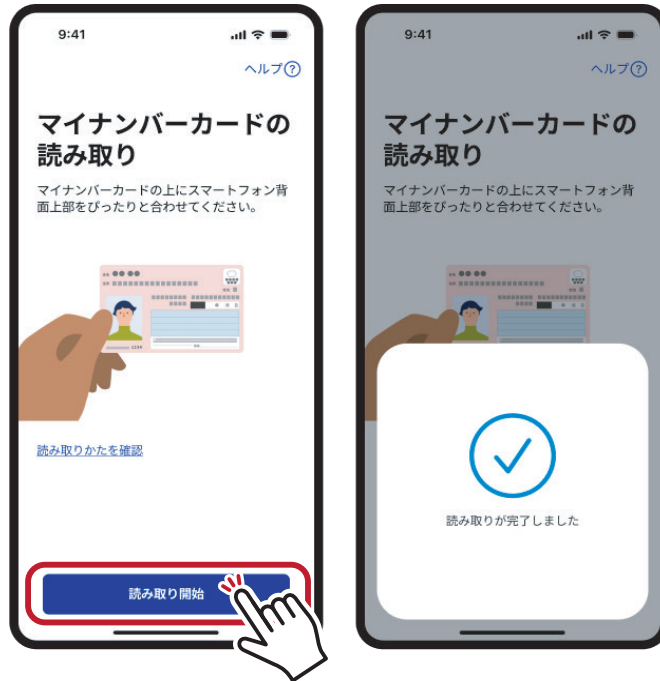 9:41
ヘルプ?
マイナンバーカードの
読み取り
マイナンバーカードの上にスマートフォン背
面上部をぴったりと合わせてください。
1234
読み取りかたを確認
読み取り開始
9:41
ヘルプ?
マイナンバーカードの
読み取り
マイナンバーカードの上にスマートフォン背
面上部をぴったりと合わせてください。
読み取りが完了しました